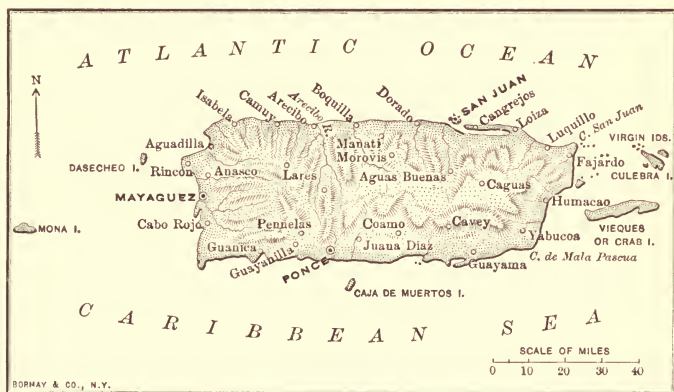 ATLANTIC OCEAN
N
Isabela
Camuy
Arecibo
Arecibo R.
Boquilla
Dorado
SAN JUAN
Cangrejos
Loiza
Luquillo
C. San Juan
VIRGIN IDS.
Aguadilla
Manati
Morovis
DASECHEO I.
Rincón
Anasco
Lares
Aguas Buenas
Caguas
Fajardo
CULEBRA I.
MAYAGUEZ
Humacao
MONA I.
Cabo Rojo
Pennelas
Coamo
Cavey
Yabucoa
VIEQUES
OR CRAB I.
Guanica
Guayanilla
Juana Diaz
PONCE
Guayama
C. de Mala Pascua
CAJA DE MUERTOS I.
CARIBBEAN SEA
SCALE OF MILES
0 10 20 30 40
BORMAY & CO., N.Y.